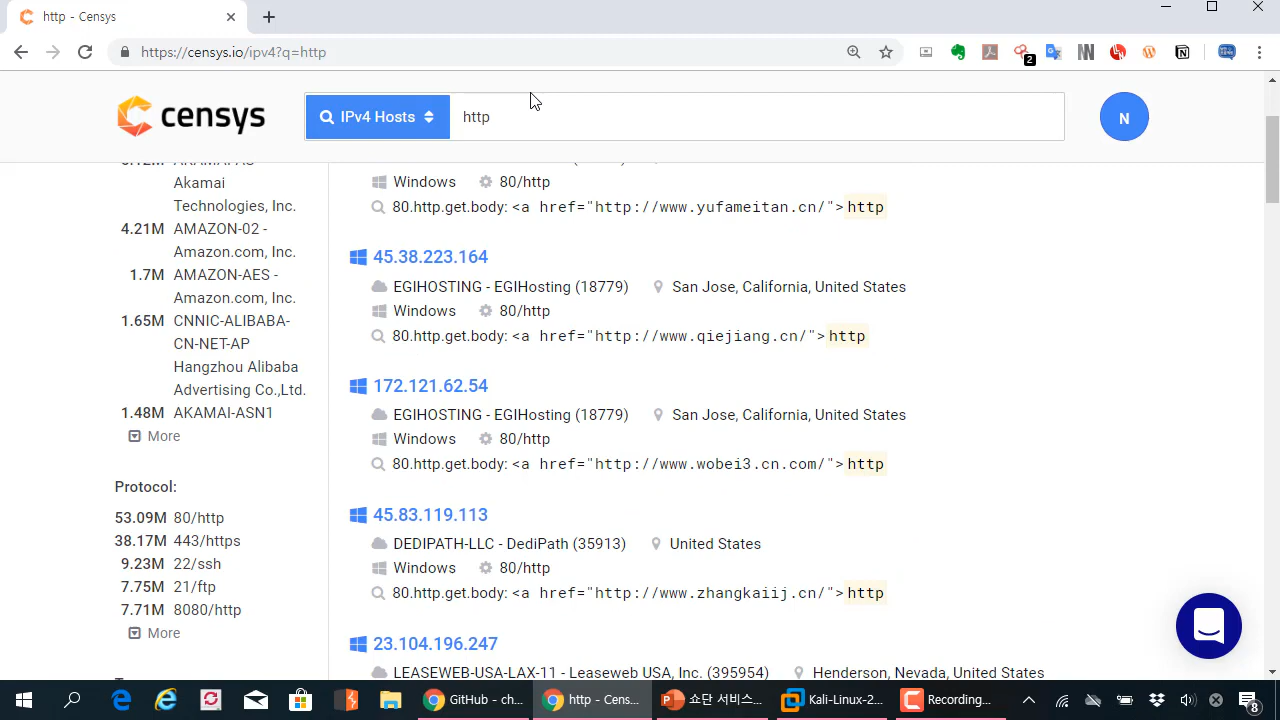 http - Censys
https://censys.io/ipv4?q=http
2
censys
IPv4 Hosts
http
N
Akamai
Technologies, Inc.
4.21M AMAZON-02 -
Amazon.com, Inc.
1.7M AMAZON-AES -
Amazon.com, Inc.
1.65M CNNIC-ALIBABA-
CN-NET-AP
Hangzhou Alibaba
Advertising Co.,Ltd.
1.48M AKAMAI-ASN1
More
Protocol:
53.09M 80/http
38.17M 443/https
9.23M 22/ssh
7.75M 21/ftp
7.71M 8080/http
More
Windows 80/http
80.http.get.body: <a href="http://www.yufameitan.cn/">http
45.38.223.164
EGIHOSTING - EGIHosting (18779) San Jose, California, United States
Windows 80/http
80.http.get.body: <a href="http://www.qiejiang.cn/">http
172.121.62.54
EGIHOSTING - EGIHosting (18779) San Jose, California, United States
Windows 80/http
80.http.get.body: <a href="http://www.wobei3.cn.com/">http
45.83.119.113
DEDIPATH-LLC - DediPath (35913) United States
Windows 80/http
80.http.get.body: <a href="http://www.zhangkaiij.cn/">http
23.104.196.247
LEASEWEB-USA-LAX-11 - Leaseweb USA, Inc. (395954) Henderson, Nevada, United States
GitHub - ch...
http - Cens...
쇼단 서비스...
Kali-Linux-2...
Recording...
8